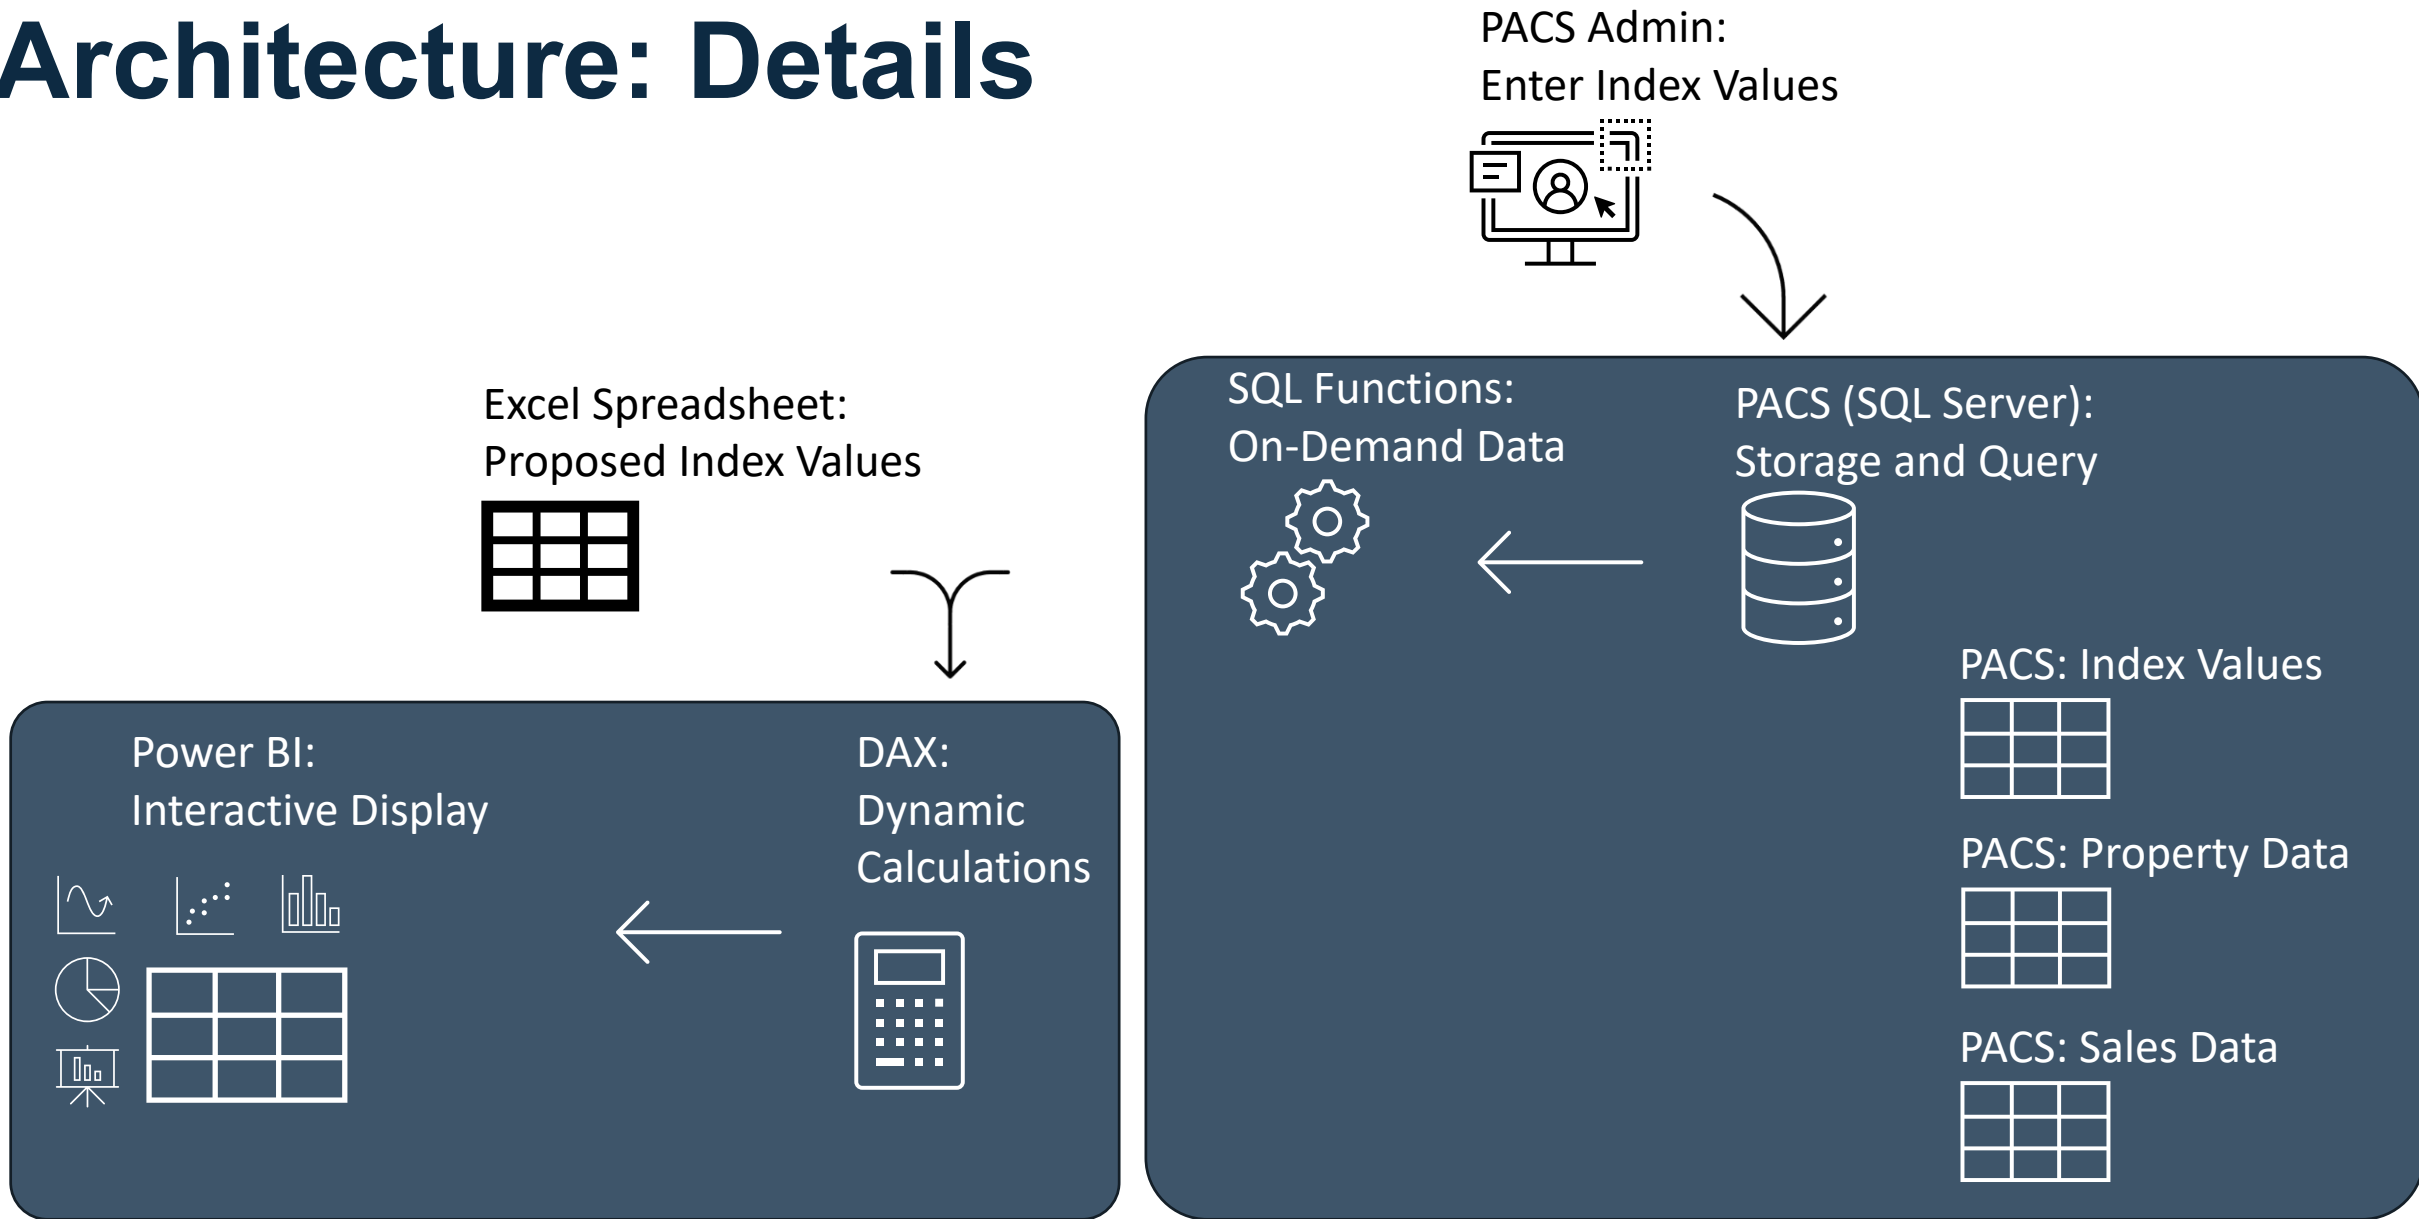 Architecture: Details
PACS Admin:
Enter Index Values
Excel Spreadsheet:
Proposed Index Values
SQL Functions:
On-Demand Data
PACS (SQL Server):
Storage and Query
PACS: Index Values
PACS: Property Data
PACS: Sales Data
Power BI:
Interactive Display
DAX:
Dynamic
Calculations